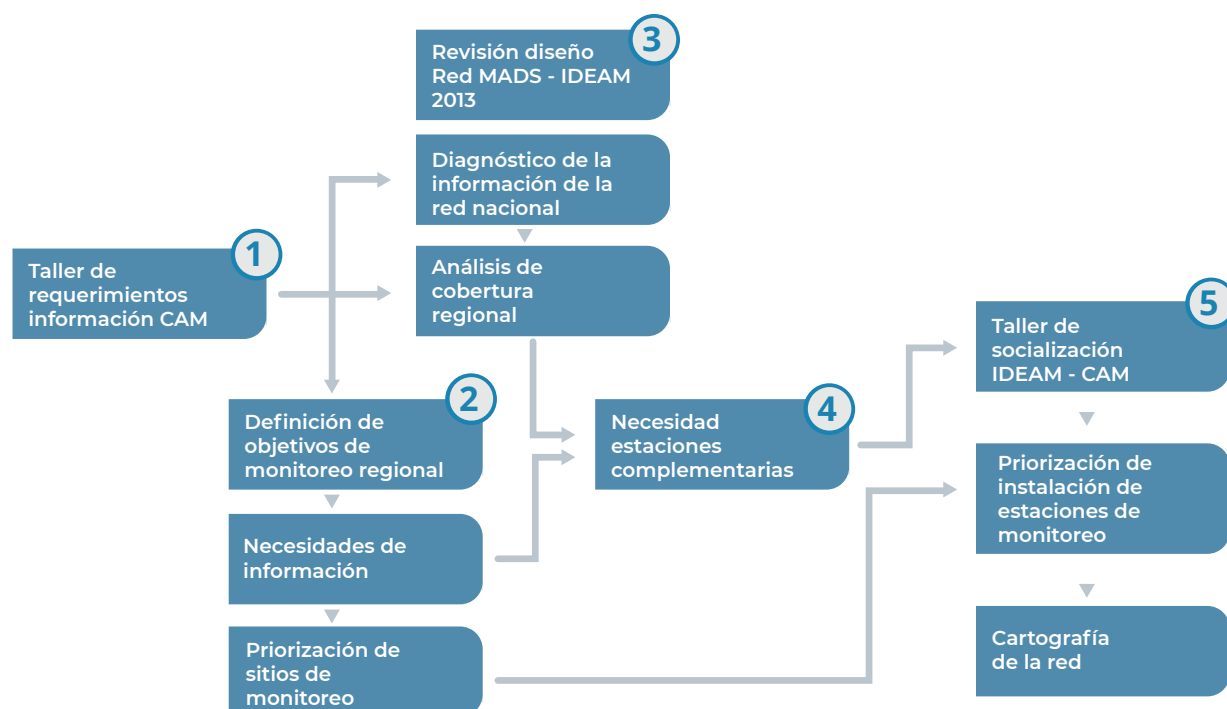 3
Revisión diseño
Red MADS - IDEAM
2013
Diagnóstico de la
información de la
red nacional
1
Taller de
requerimientos
información CAM
Análisis de
cobertura
regional
2
Definición de
objetivos de
monitoreo regional
Necesidades de
información
Priorización de
sitios de
monitoreo
4
Necesidad
estaciones
complementarias
5
Taller de
socialización
IDEAM - CAM
Priorización de
instalación de
estaciones de
monitoreo
Cartografía
de la red